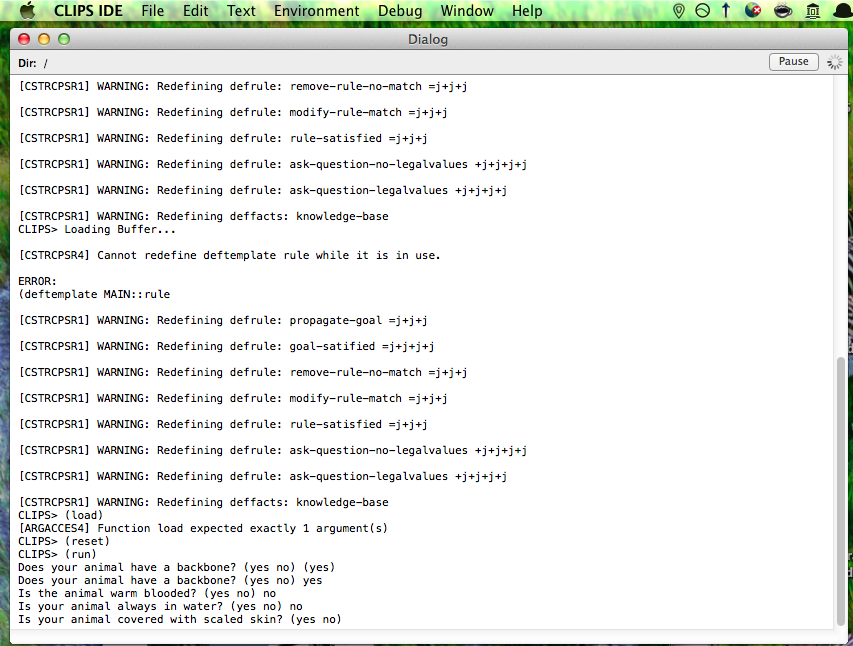 CLIPS IDE File Edit Text Environment Debug Window Help
Dialog
Dir: / Pause
[CSTRCPSR1] WARNING: Redefining defrule: remove-rule-no-match =j+j+j
[CSTRCPSR1] WARNING: Redefining defrule: modify-rule-match =j+j+j
[CSTRCPSR1] WARNING: Redefining defrule: rule-satisfied =j+j+j
[CSTRCPSR1] WARNING: Redefining defrule: ask-question-no-legalvalues +j+j+j+j
[CSTRCPSR1] WARNING: Redefining defrule: ask-question-legalvalues +j+j+j+j
[CSTRCPSR1] WARNING: Redefining deffacts: knowledge-base
CLIPS> Loading Buffer...
[CSTRCPSR4] Cannot redefine deftemplate rule while it is in use.
ERROR:
(deftemplate MAIN::rule
[CSTRCPSR1] WARNING: Redefining defrule: propagate-goal =j+j+j
[CSTRCPSR1] WARNING: Redefining defrule: goal-satified =j+j+j+j
[CSTRCPSR1] WARNING: Redefining defrule: remove-rule-no-match =j+j+j
[CSTRCPSR1] WARNING: Redefining defrule: modify-rule-match =j+j+j
[CSTRCPSR1] WARNING: Redefining defrule: rule-satisfied =j+j+j
[CSTRCPSR1] WARNING: Redefining defrule: ask-question-no-legalvalues +j+j+j+j
[CSTRCPSR1] WARNING: Redefining defrule: ask-question-legalvalues +j+j+j+j
[CSTRCPSR1] WARNING: Redefining deffacts: knowledge-base
CLIPS> (load)
[ARGACCES4] Function load expected exactly 1 argument(s)
CLIPS> (reset)
CLIPS> (run)
Does your animal have a backbone? (yes no) (yes)
Does your animal have a backbone? (yes no) yes
Is the animal warm blooded? (yes no) no
Is your animal always in water? (yes no) no
Is your animal covered with scaled skin? (yes no)